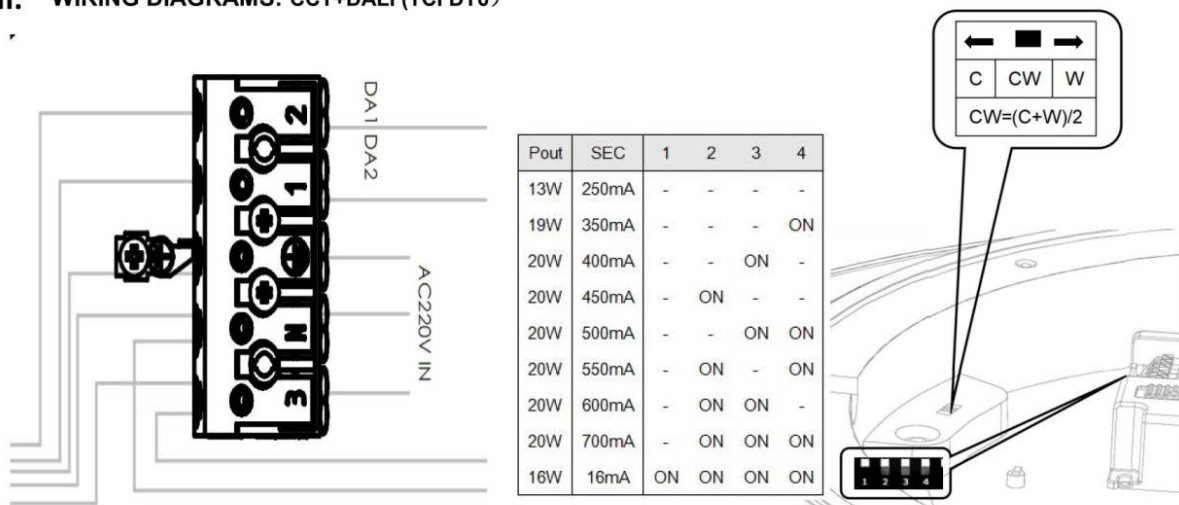 WIRING DIAGRAMS: CCT+DALI (TCI DT6)
DA1 DA2
AC220V IN
2
1
N
3
Pout SEC 1 2 3 4
13W 250mA - - - -
19W 350mA - - - ON
20W 400mA - - ON -
20W 450mA - ON - -
20W 500mA - - ON ON
20W 550mA - ON - ON
20W 600mA - ON ON -
20W 700mA - ON ON ON
16W 16mA ON ON ON ON
C CW W
CW=(C+W)/2
1 2 3 4